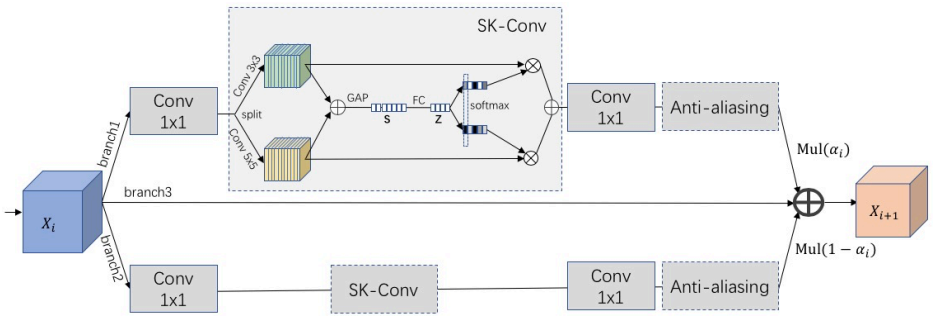 SK-Conv
Conv 3x3
split
Conv 5x5
GAP
S
FC
Z
softmax
Conv
1x1
Conv
1x1
Anti-aliasing
branch1
Mul(αᵢ)
Xᵢ
branch3
Xᵢ₊₁
branch2
Mul(1 − αᵢ)
Conv
1x1
SK-Conv
Conv
1x1
Anti-aliasing